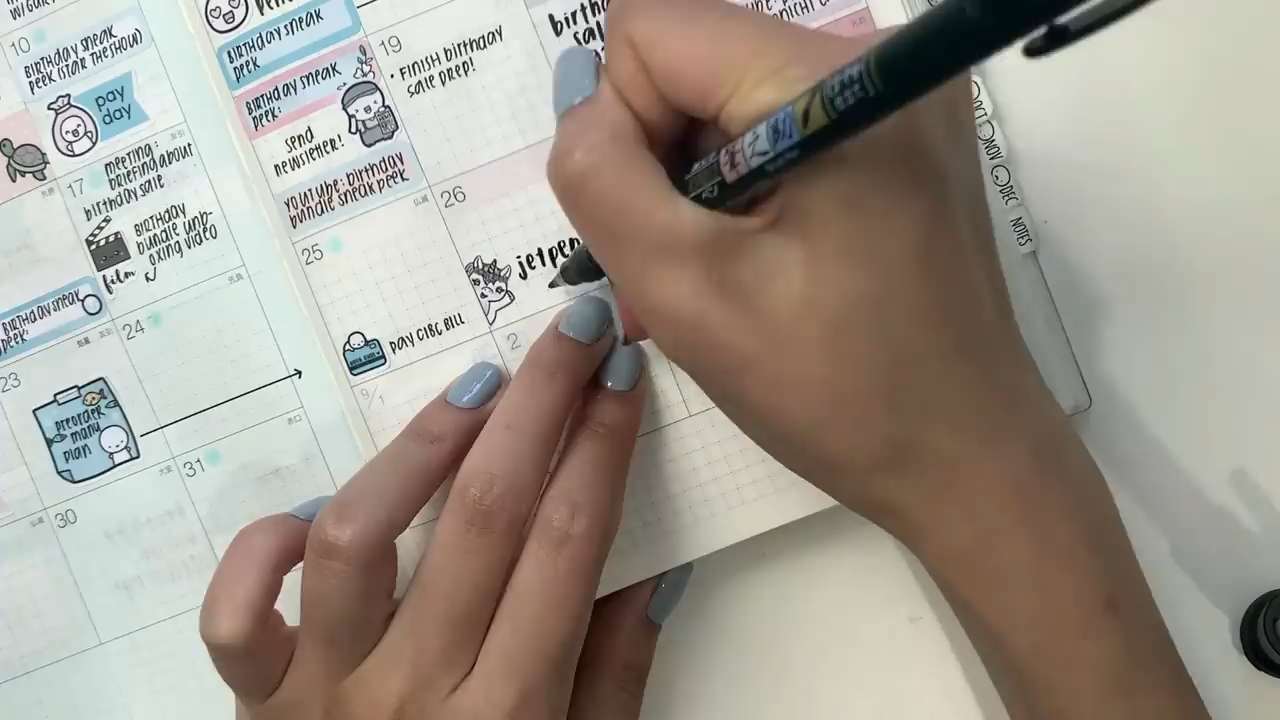 10
BIRTHDAY SNEAK
PEEK (STAR THE SHOW)
pay
day
17
meeting:
briefing about
birthday sale
BIRTHDAY
bundle unb-
oxing video
film
BIRTHDAY SNEAK
PEEK:
23
preorder
manu
plan
24
30
31
BIRTHDAY SNEAK
PEEK
BIRTHDAY SNEAK
PEEK:
send
newsletter!
YOUTUBE: birthday
bundle sneak peek
25
PAY CIBC BILL
9/1
19
• FINISH birthday
sale prep!
26
jetpen
2
OCT
NOV
DEC
NOTES